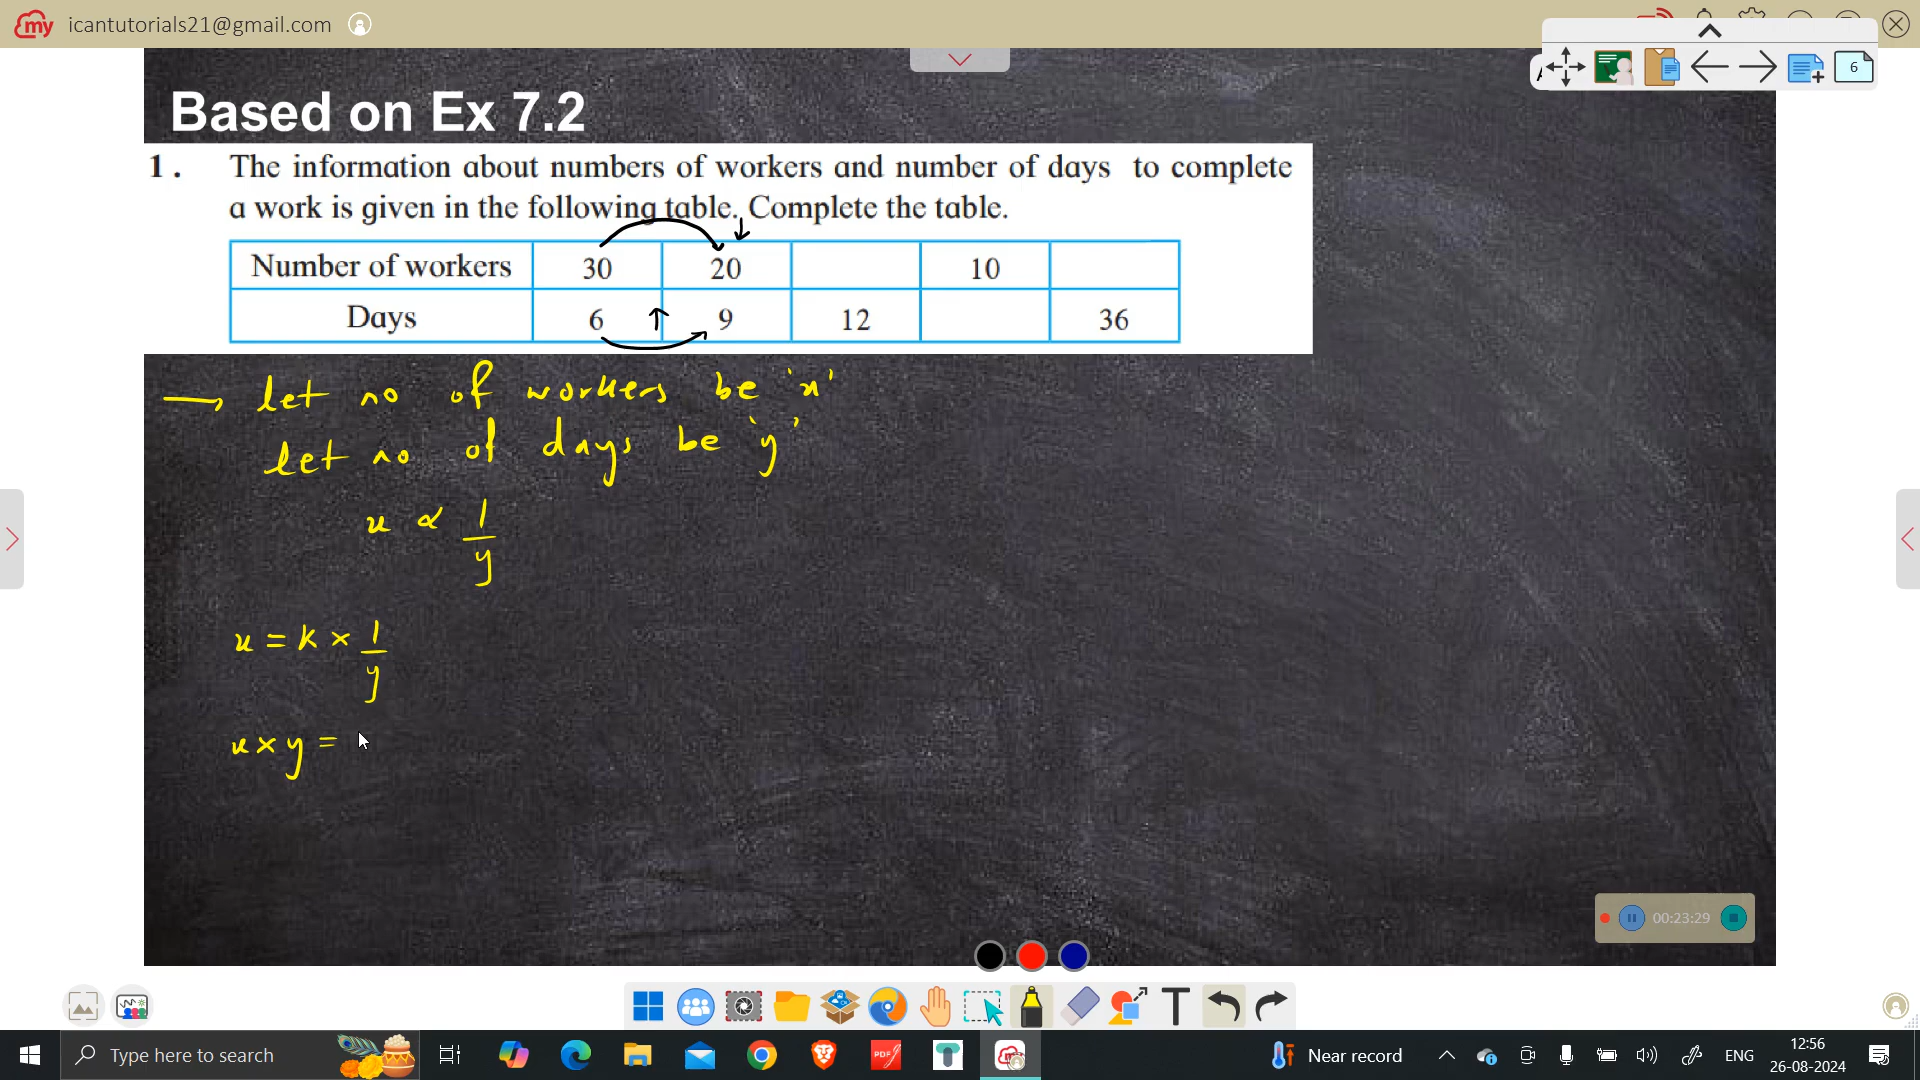 my icantutorials21@gmail.com
6
Based on Ex 7.2
1. The information about numbers of workers and number of days to complete
a work is given in the following table. Complete the table.
Number of workers 30 20 10
Days 6 9 12 36
→ let no of workers be 'x'
let no of days be 'y'
x ∝ 1/y
x = k × 1/y
x × y =
00:23:29
T
Type here to search
PDF
T
Near record
ENG
12:56
26-08-2024